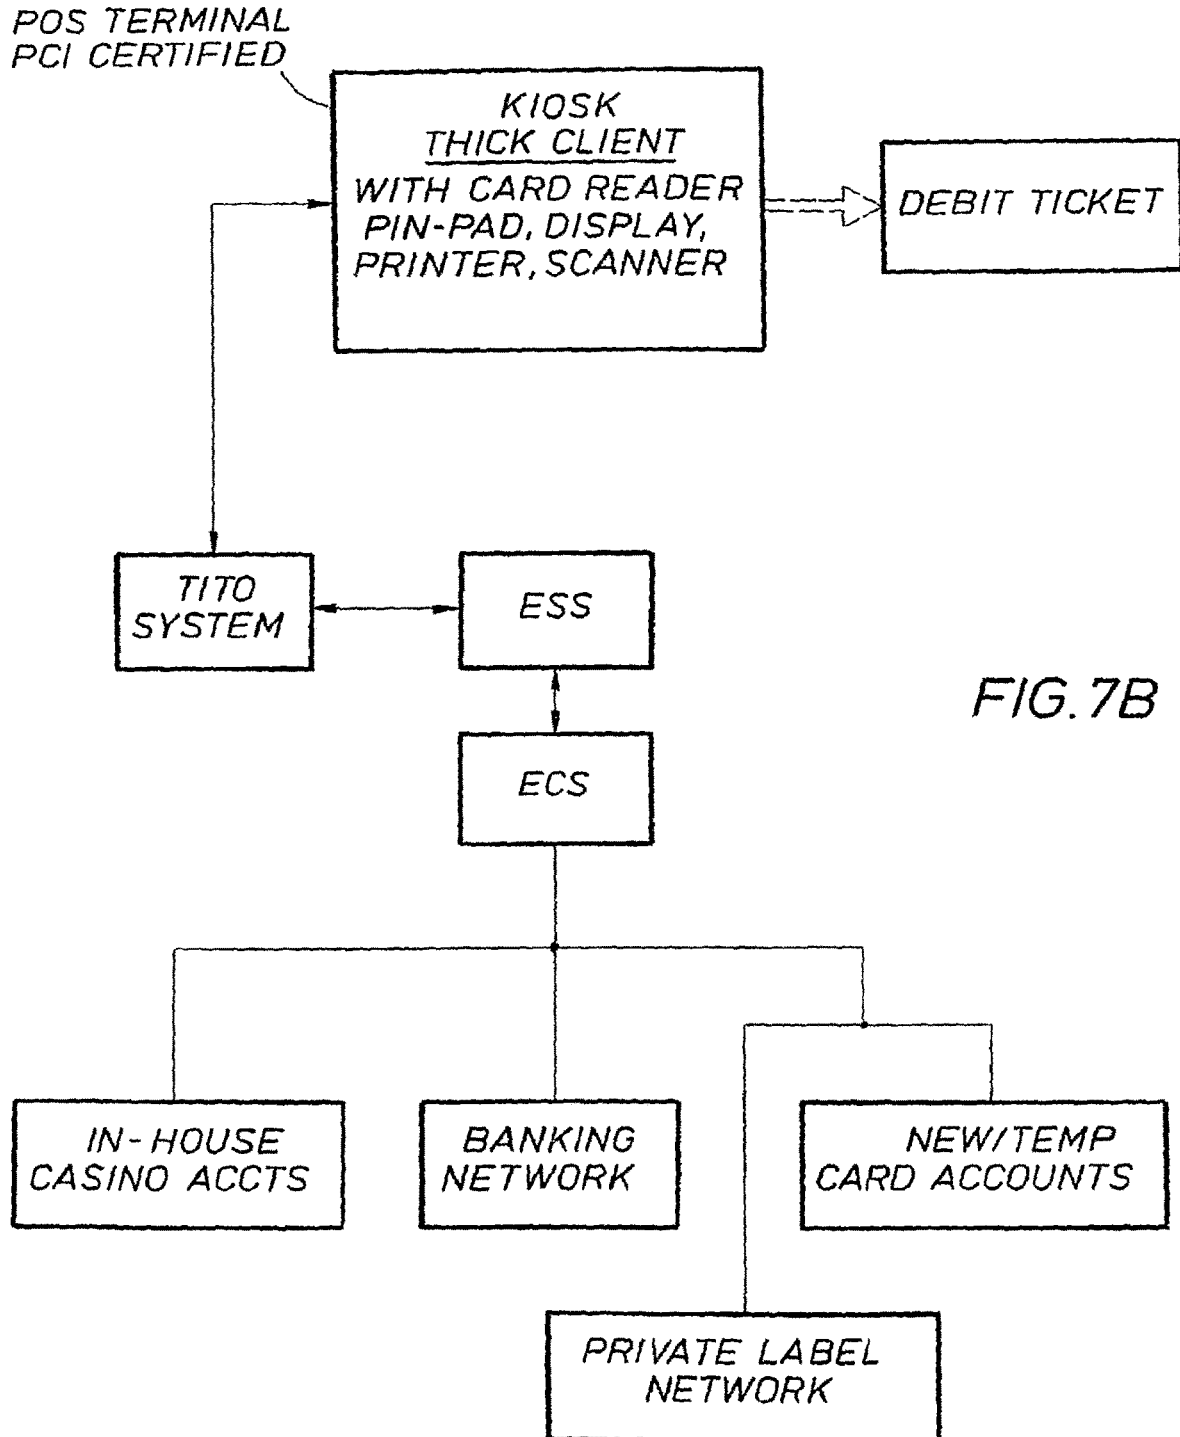 POS TERMINAL
PCI CERTIFIED
KIOSK
THICK CLIENT
WITH CARD READER
PIN-PAD, DISPLAY,
PRINTER, SCANNER
DEBIT TICKET
TITO
SYSTEM
ESS
FIG. 7B
ECS
IN-HOUSE
CASINO ACCTS
BANKING
NETWORK
NEW/TEMP
CARD ACCOUNTS
PRIVATE LABEL
NETWORK